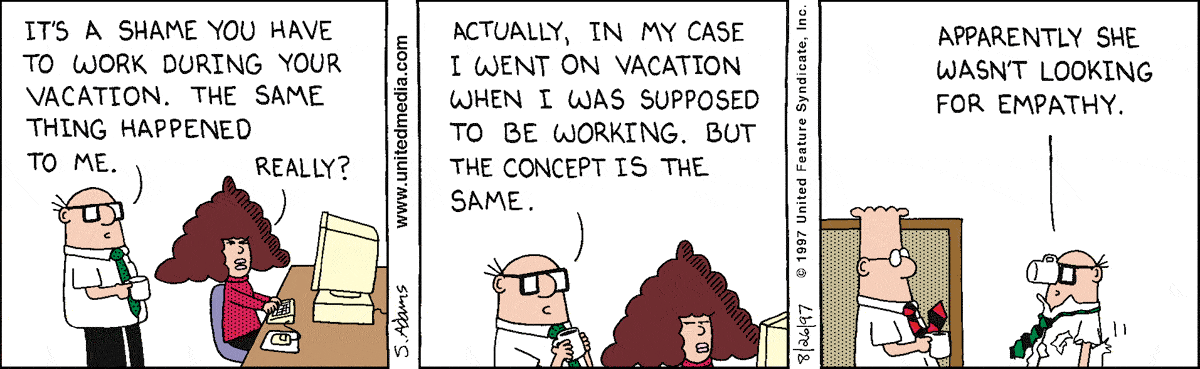 IT'S A SHAME YOU HAVE
TO WORK DURING YOUR
VACATION. THE SAME
THING HAPPENED
TO ME.
REALLY?
S. Adams
www.unitedmedia.com
ACTUALLY, IN MY CASE
I WENT ON VACATION
WHEN I WAS SUPPOSED
TO BE WORKING. BUT
THE CONCEPT IS THE
SAME.
8/26/97
© 1997 United Feature Syndicate, Inc.
APPARENTLY SHE
WASN'T LOOKING
FOR EMPATHY.